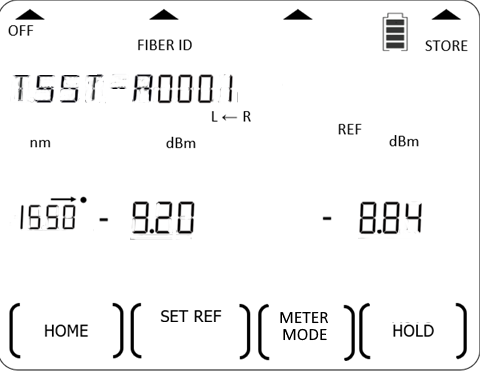 OFF
FIBER ID
STORE
TSST-A0001
L ← R
nm
dBm
REF
dBm
1650 - 9.20
- 8.84
HOME
SET REF
METER
MODE
HOLD